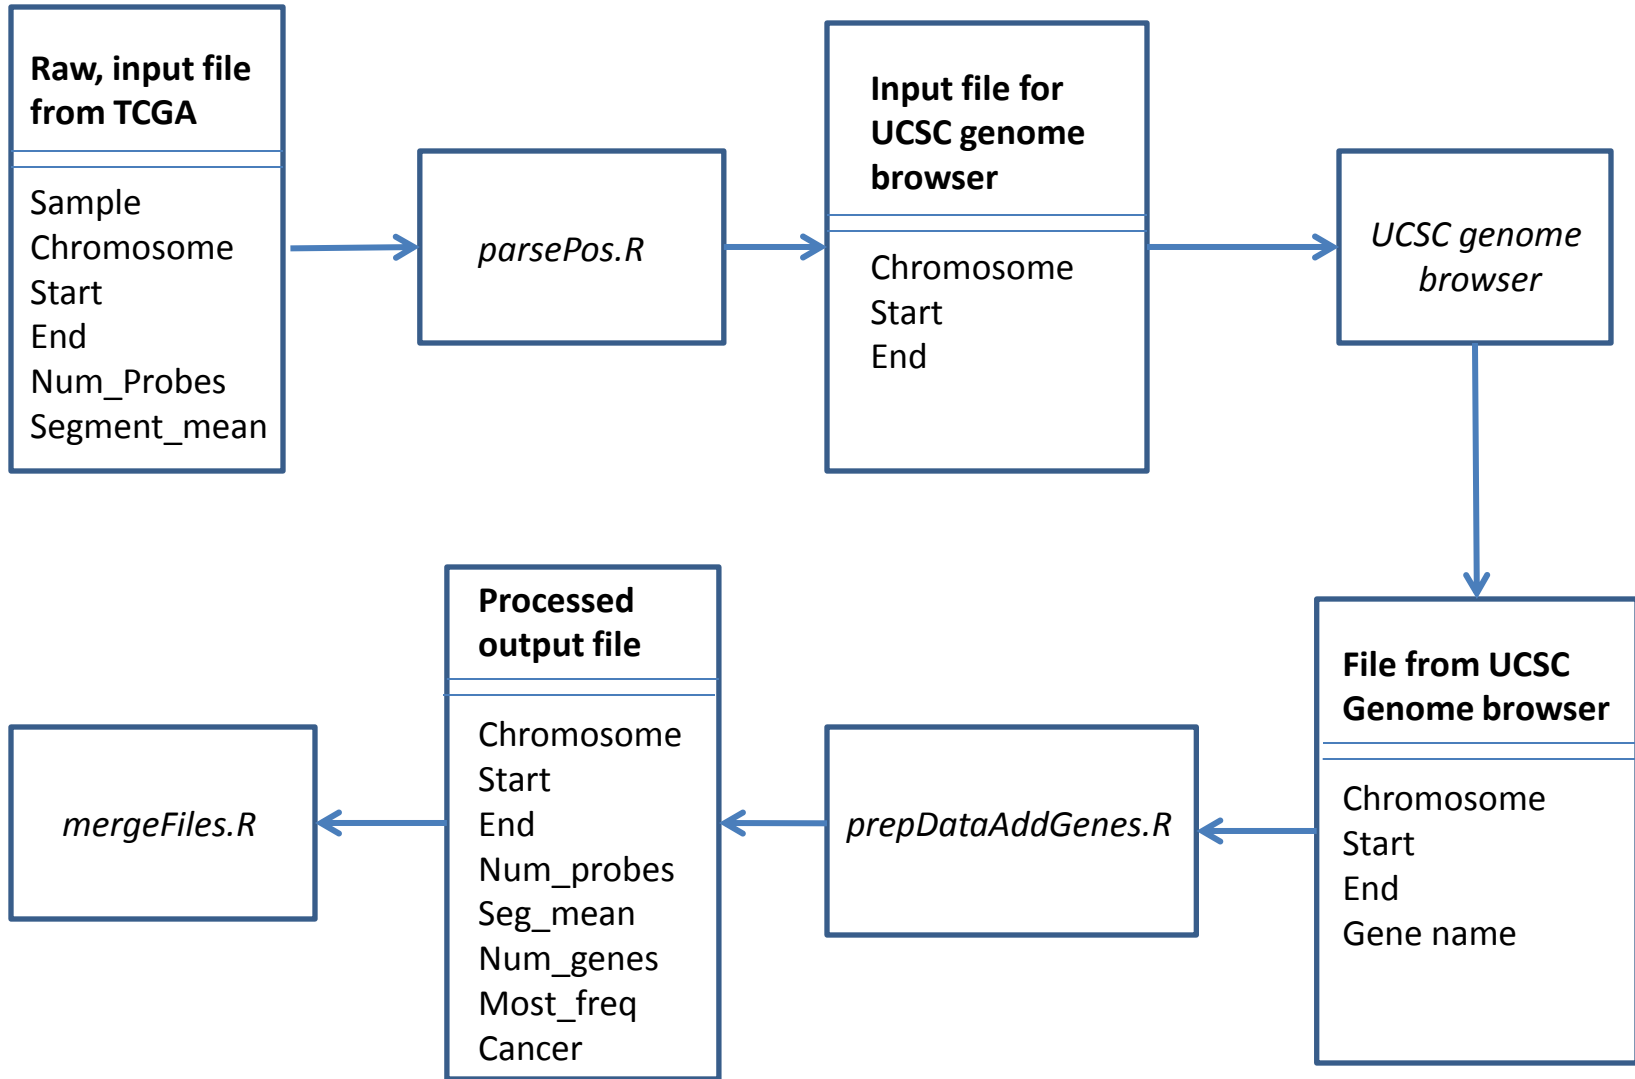 Raw, input file
from TCGA
Sample
Chromosome
Start
End
Num_Probes
Segment_mean
parsePos.R
Input file for
UCSC genome
browser
Chromosome
Start
End
UCSC genome
browser
File from UCSC
Genome browser
Chromosome
Start
End
Gene name
prepDataAddGenes.R
Processed
output file
Chromosome
Start
End
Num_probes
Seg_mean
Num_genes
Most_freq
Cancer
mergeFiles.R